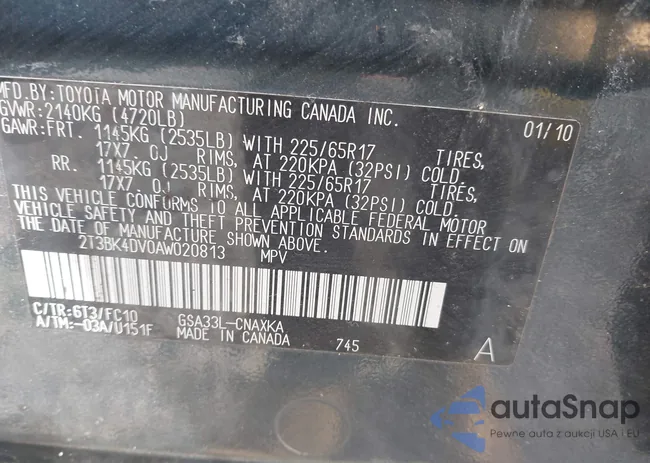 MFD.BY:TOYOTA MOTOR MANUFACTURING CANADA INC.
GVWR:2140KG (4720LB) 01/10
GAWR:FRT. 1145KG (2535LB) WITH 225/65R17 TIRES,
17X7 OJ RIMS, AT 220KPA (32PSI) COLD.
RR. 1145KG (2535LB) WITH 225/65R17 TIRES,
17X7 OJ RIMS, AT 220KPA (32PSI) COLD.
THIS VEHICLE CONFORMS TO ALL APPLICABLE FEDERAL MOTOR
VEHICLE SAFETY AND THEFT PREVENTION STANDARDS IN EFFECT ON
THE DATE OF MANUFACTURE SHOWN ABOVE.
2T3BK4DV0AW020813 MPV
C/TR:6T3/FC10 GSA33L-CNAXKA
A/TM:-03A/U151F MADE IN CANADA 745 A
autaSnap
Pewne auta z aukcji USA i EU